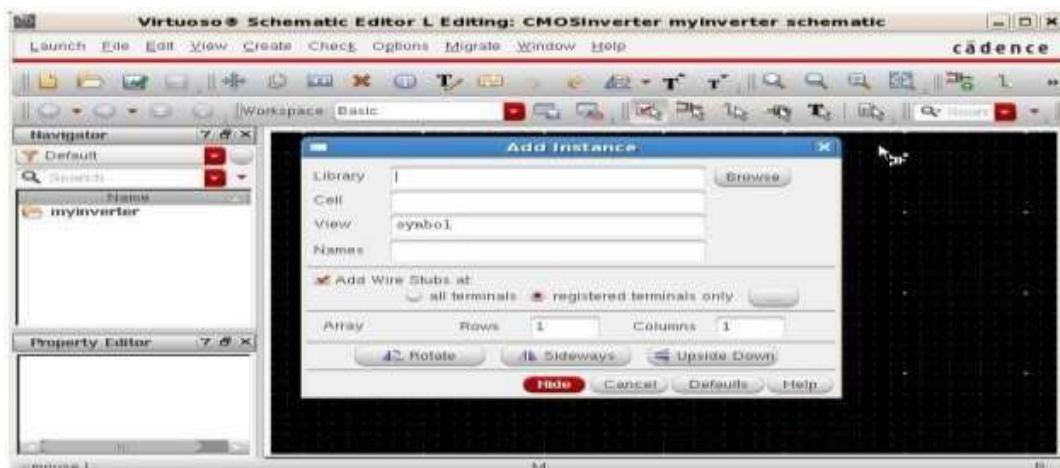 Virtuoso® Schematic Editor L Editing: CMOSInverter myinverter schematic
Launch File Edit View Create Check Options Migrate Window Help
cādence
Workspace: Basic
Navigator
Default
Search
Name
myinverter
Property Editor
Add Instance
Library
Browse
Cell
View symbol
Names
Add Wire Stubs at:
all terminals registered terminals only
Array Rows 1 Columns 1
Rotate Sideways Upside Down
Hide Cancel Defaults Help